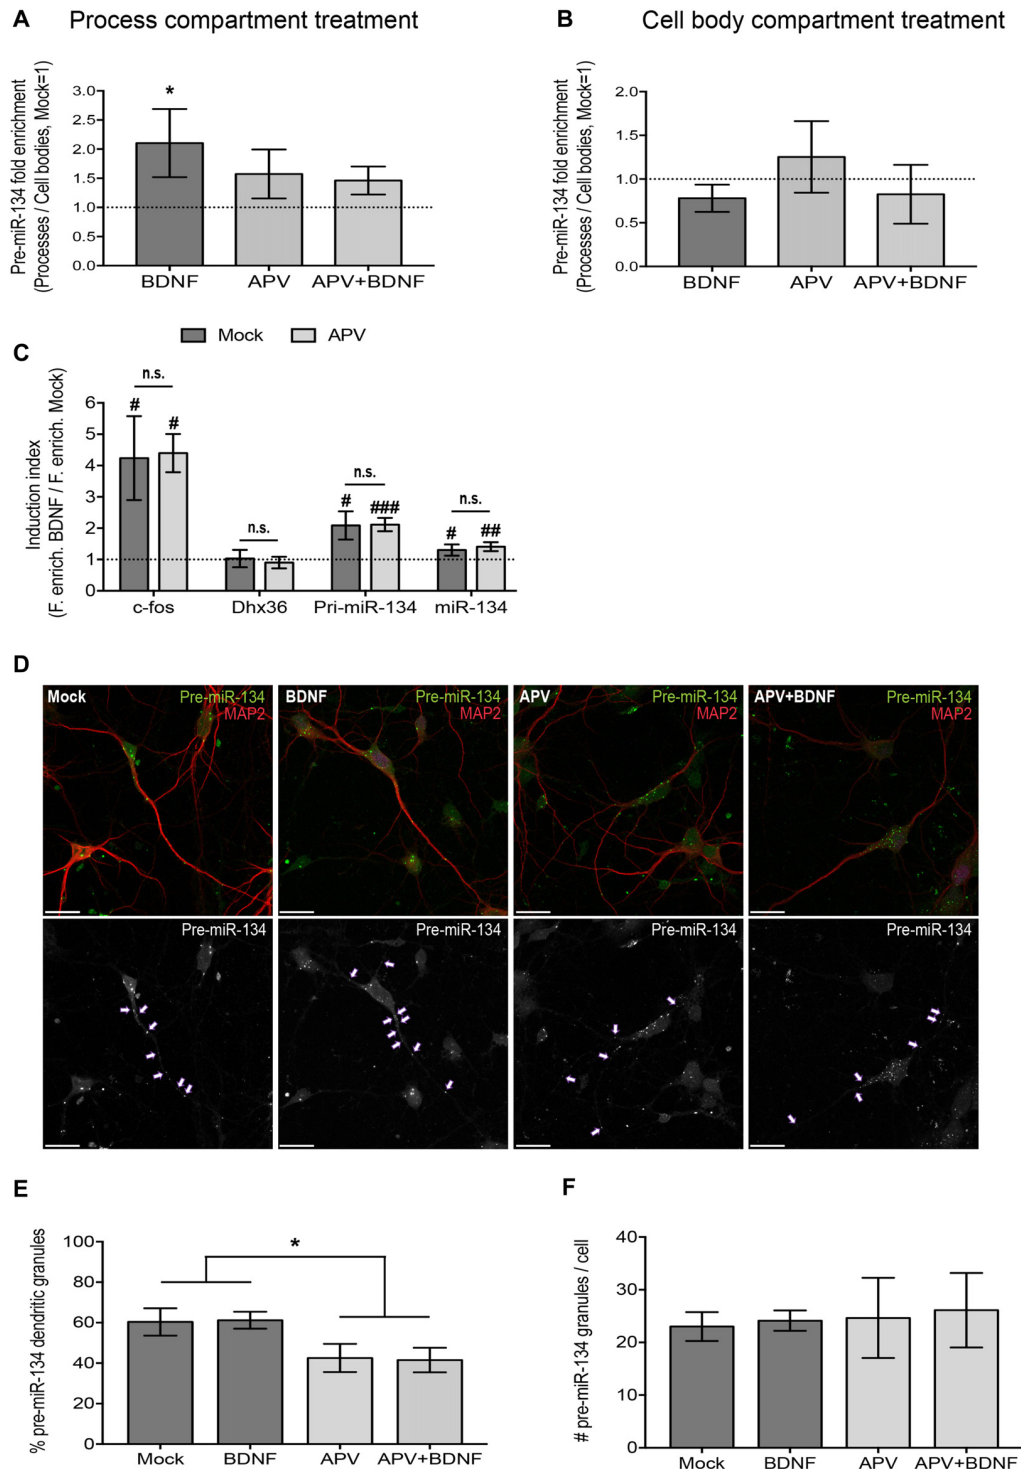 A Process compartment treatment
Pre-miR-134 fold enrichment
(Processes / Cell bodies, Mock=1)
3.0
2.5
2.0
1.5
1.0
0.5
0.0
*
BDNF APV APV+BDNF
B Cell body compartment treatment
Pre-miR-134 fold enrichment
(Processes / Cell bodies, Mock=1)
2.0
1.5
1.0
0.5
0.0
BDNF APV APV+BDNF
Mock APV
C
Induction index
(F. enrich. BDNF / F. enrich. Mock)
6
5
4
3
2
1
0
n.s.
# #
n.s.
n.s.
# ###
n.s.
# ##
c-fos Dhx36 Pri-miR-134 miR-134
D
Mock Pre-miR-134
MAP2
BDNF Pre-miR-134
MAP2
APV Pre-miR-134
MAP2
APV+BDNF Pre-miR-134
MAP2
Pre-miR-134
Pre-miR-134
Pre-miR-134
Pre-miR-134
E
% pre-miR-134 dendritic granules
100
80
60
40
20
0
*
Mock BDNF APV APV+BDNF
F
# pre-miR-134 granules / cell
40
30
20
10
0
Mock BDNF APV APV+BDNF